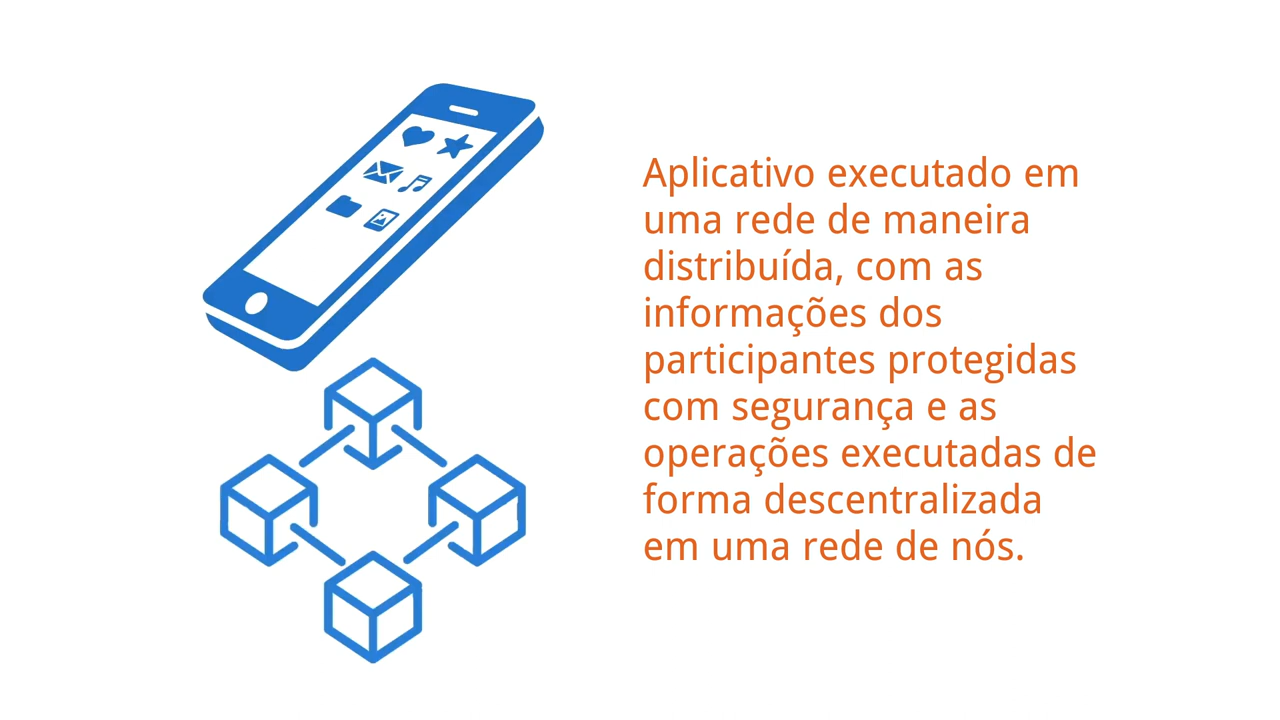 Aplicativo executado em
uma rede de maneira
distribuída, com as
informações dos
participantes protegidas
com segurança e as
operações executadas de
forma descentralizada
em uma rede de nós.